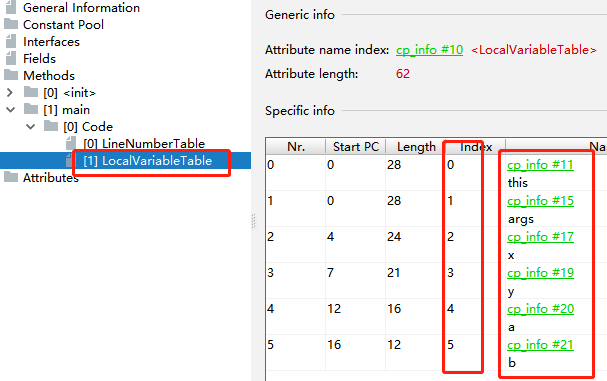 General Information
Constant Pool
Interfaces
Fields
Methods
[0] <init>
[1] main
[0] Code
[0] LineNumberTable
[1] LocalVariableTable
Attributes
Generic info
Attribute name index: cp_info #10 <LocalVariableTable>
Attribute length: 62
Specific info
Nr. Start PC Length Index Na
0 0 28 0 cp_info #11
this
1 0 28 1 cp_info #15
args
2 4 24 2 cp_info #17
x
3 7 21 3 cp_info #19
y
4 12 16 4 cp_info #20
a
5 16 12 5 cp_info #21
b